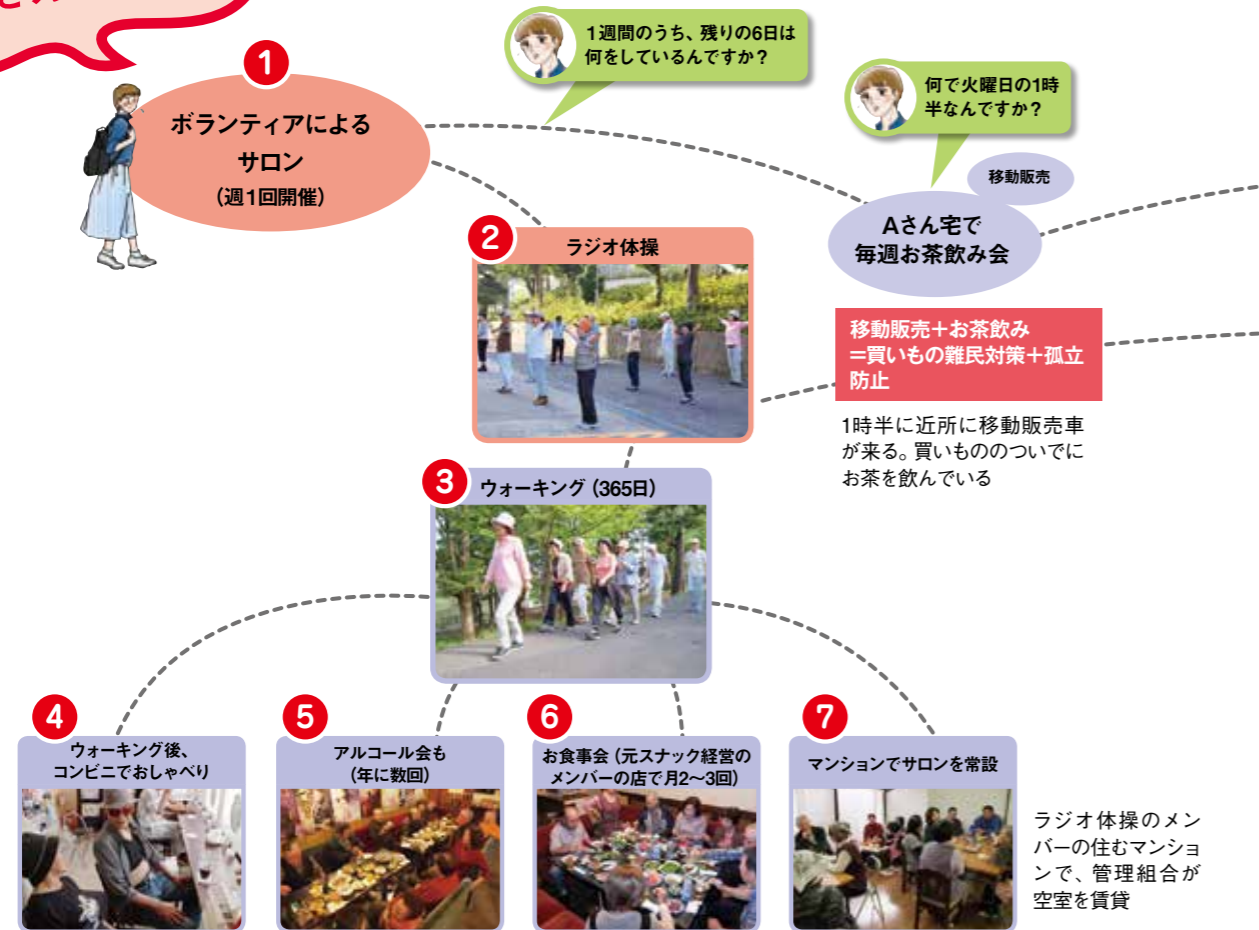 1
ボランティアによる
サロン
（週1回開催）
1週間のうち、残りの6日は
何をしているんですか？
何で火曜日の1時
半なんですか？
移動販売
Aさん宅で
毎週お茶飲み会
移動販売＋お茶飲み
＝買いもの難民対策＋孤立
防止
1時半に近所に移動販売車
が来る。買いもののついでに
お茶を飲んでいる
2
ラジオ体操
3
ウォーキング（365日）
4
ウォーキング後、
コンビニでおしゃべり
5
アルコール会も
（年に数回）
6
お食事会（元スナック経営の
メンバーの店で月2〜3回）
7
マンションでサロンを常設
ラジオ体操のメン
バーの住むマンショ
ンで、管理組合が
空室を賃貸